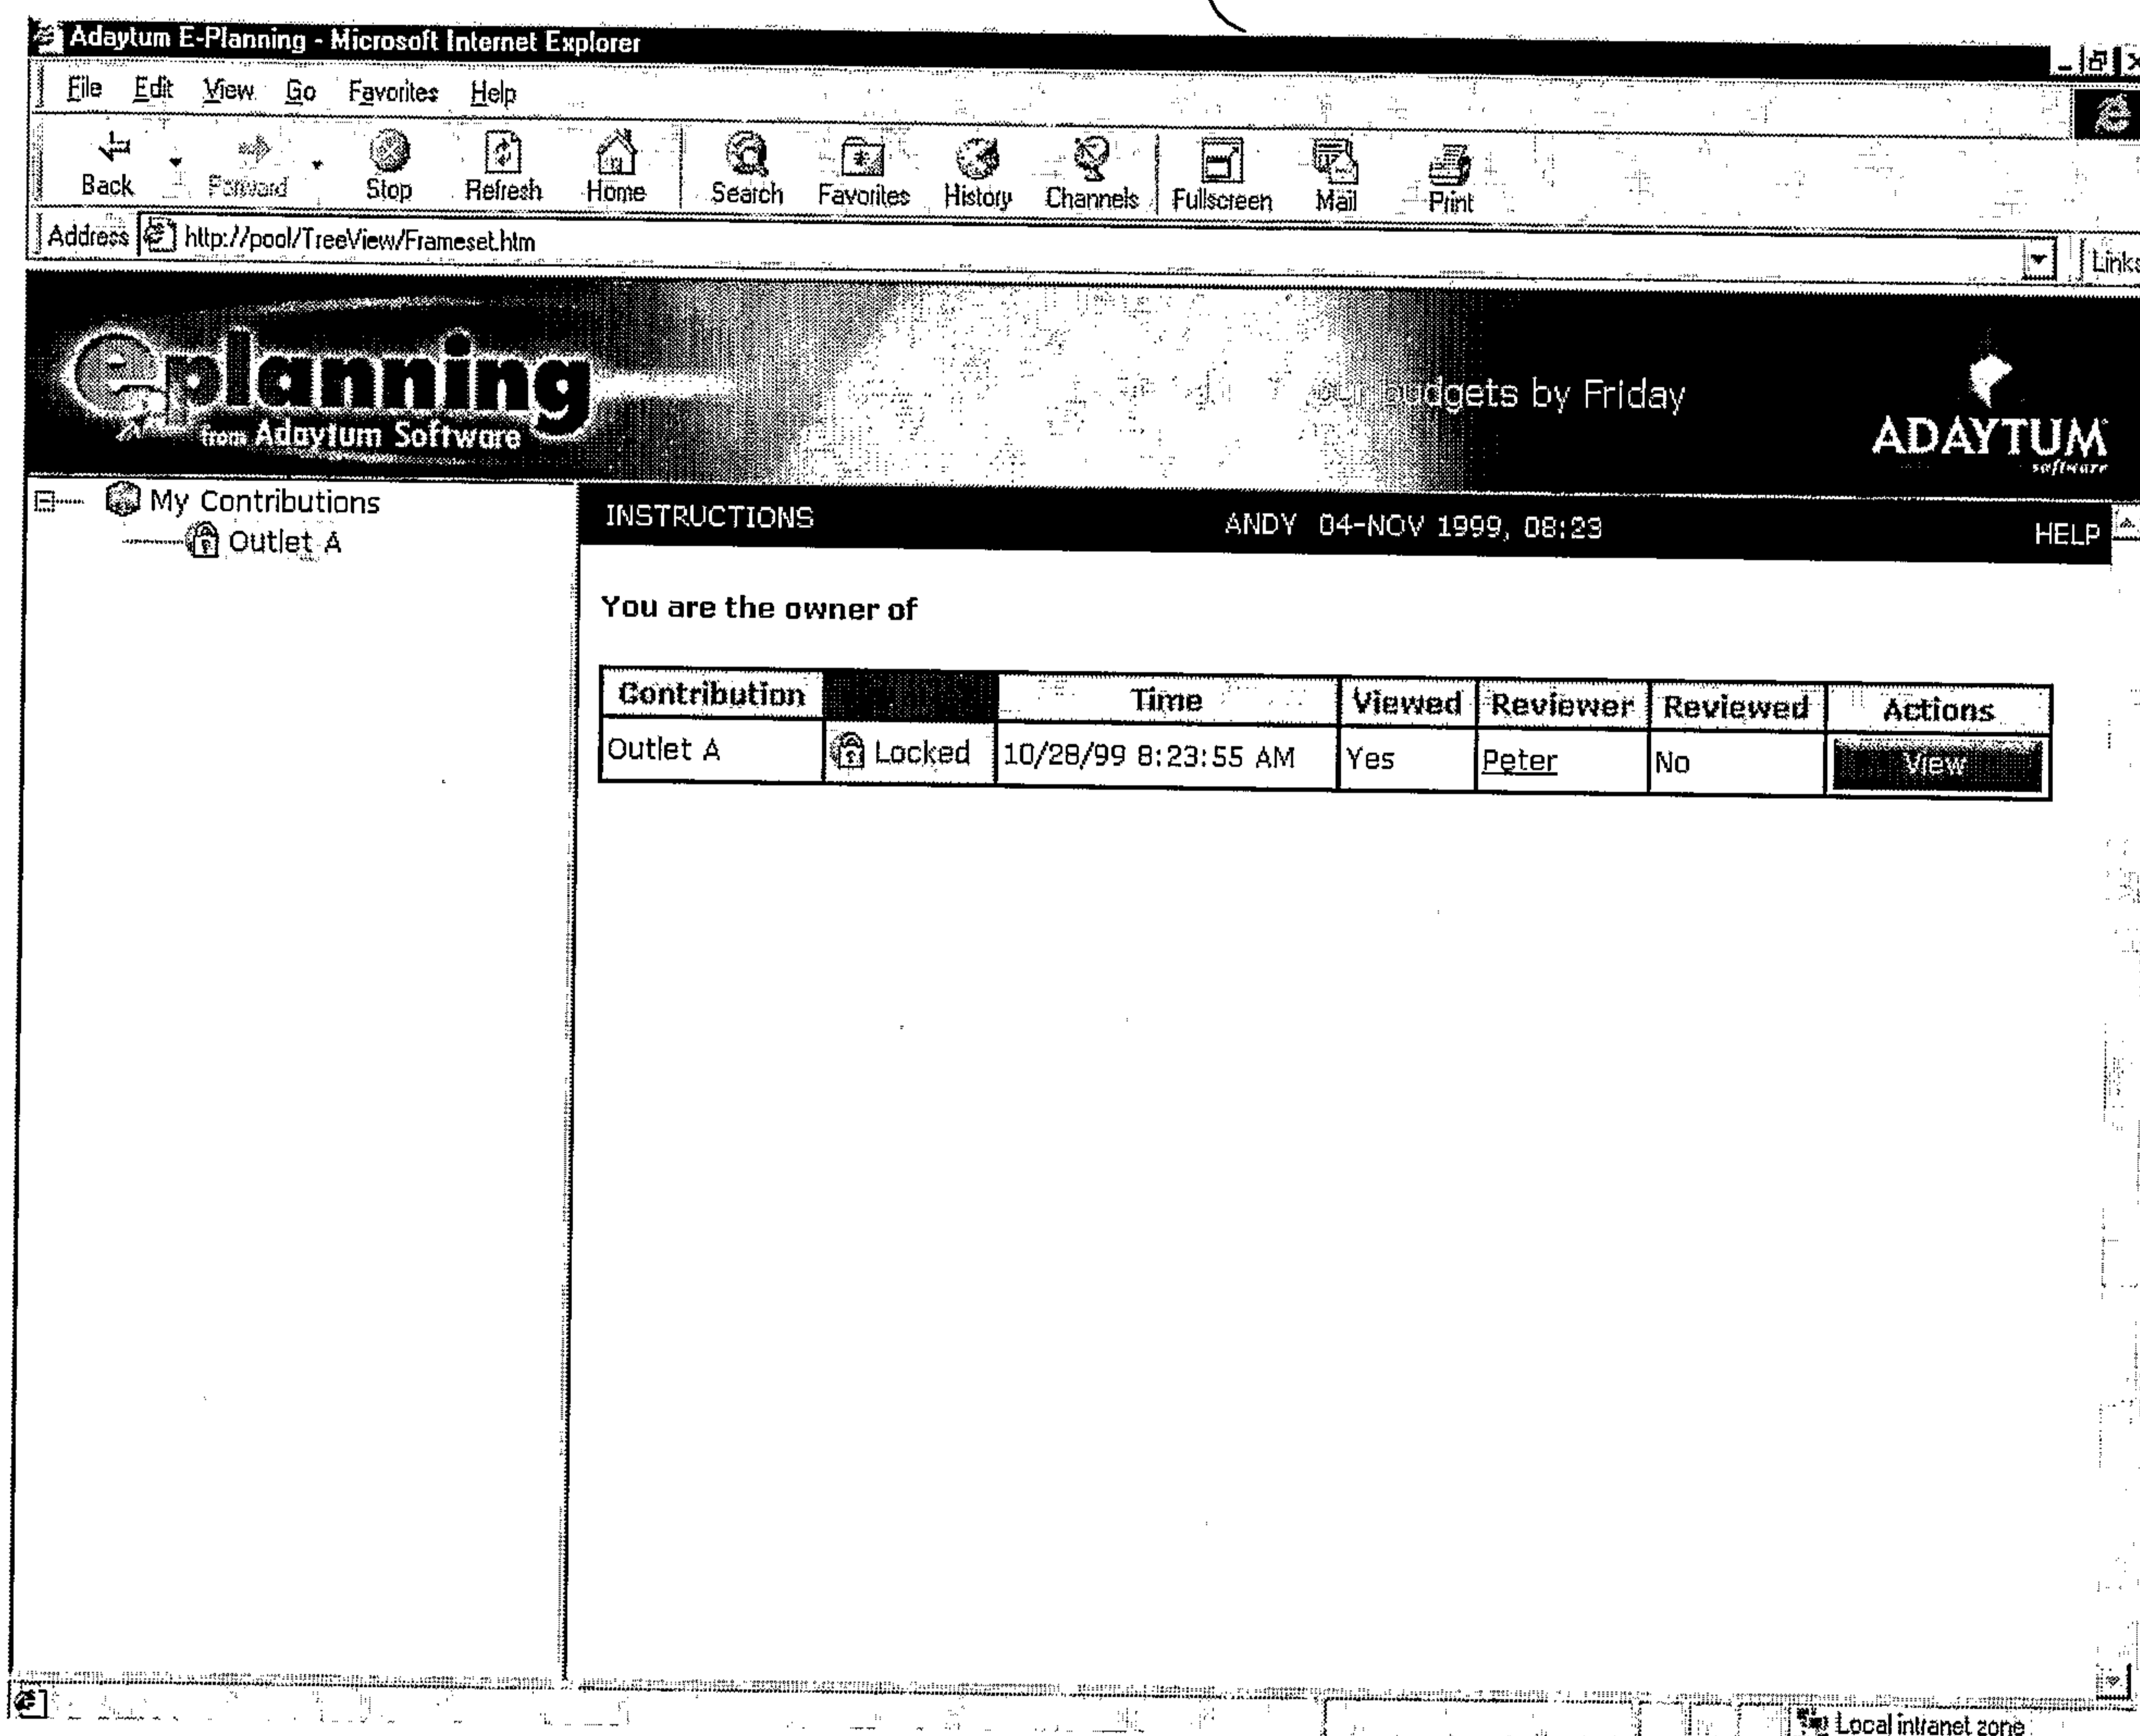 Adaytum E-Planning - Microsoft Internet Explorer
File Edit View Go Favorites Help
Back Forward Stop Refresh Home Search Favorites History Channels Fullscreen Mail Print
Address http://pool/TreeView/Frameset.htm Links
eplanning
from Adaytum Software
budgets by Friday
ADAYTUM
software
My Contributions
Outlet A
INSTRUCTIONS ANDY 04-NOV 1999, 08:23 HELP
You are the owner of
Contribution Time Viewed Reviewer Reviewed Actions
Outlet A Locked 10/28/99 8:23:55 AM Yes Peter No View
Local intranet zone